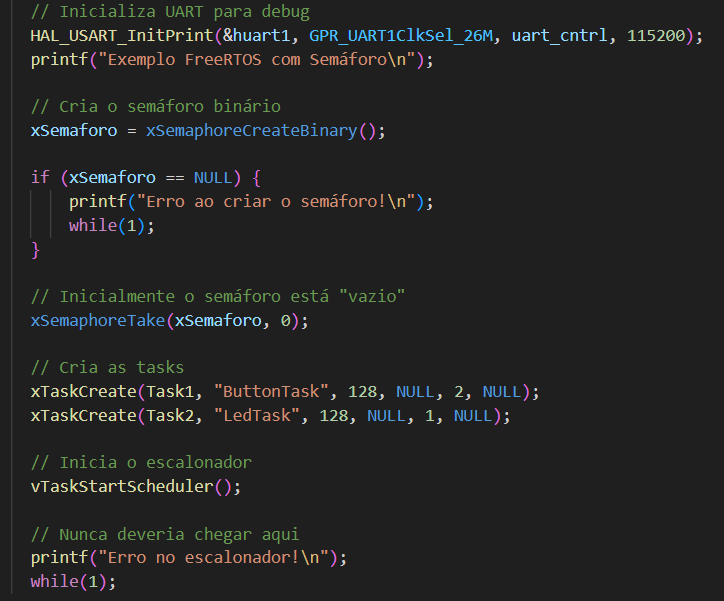 // Inicializa UART para debug
HAL_USART_InitPrint(&huart1, GPR_UART1ClkSel_26M, uart_cntrl, 115200);
printf("Exemplo FreeRTOS com Semáforo\n");
// Cria o semáforo binário
xSemaforo = xSemaphoreCreateBinary();
if (xSemaforo == NULL) {
printf("Erro ao criar o semáforo!\n");
while(1);
}
// Inicialmente o semáforo está "vazio"
xSemaphoreTake(xSemaforo, 0);
// Cria as tasks
xTaskCreate(Task1, "ButtonTask", 128, NULL, 2, NULL);
xTaskCreate(Task2, "LedTask", 128, NULL, 1, NULL);
// Inicia o escalonador
vTaskStartScheduler();
// Nunca deveria chegar aqui
printf("Erro no escalonador!\n");
while(1);